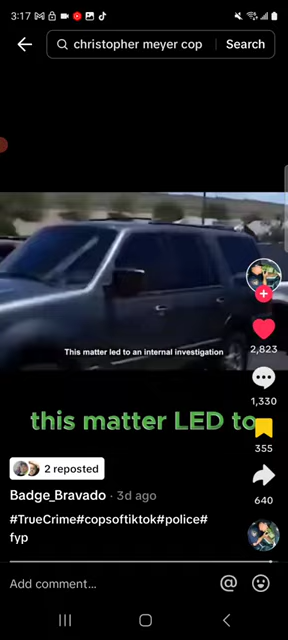 3:17
christopher meyer cop
Search
This matter led to an internal investigation
2,823
1,330
this matter LED to
355
2 reposted
640
Badge_Bravado · 3d ago
#TrueCrime#copsoftiktok#police#
fyp
Add comment...